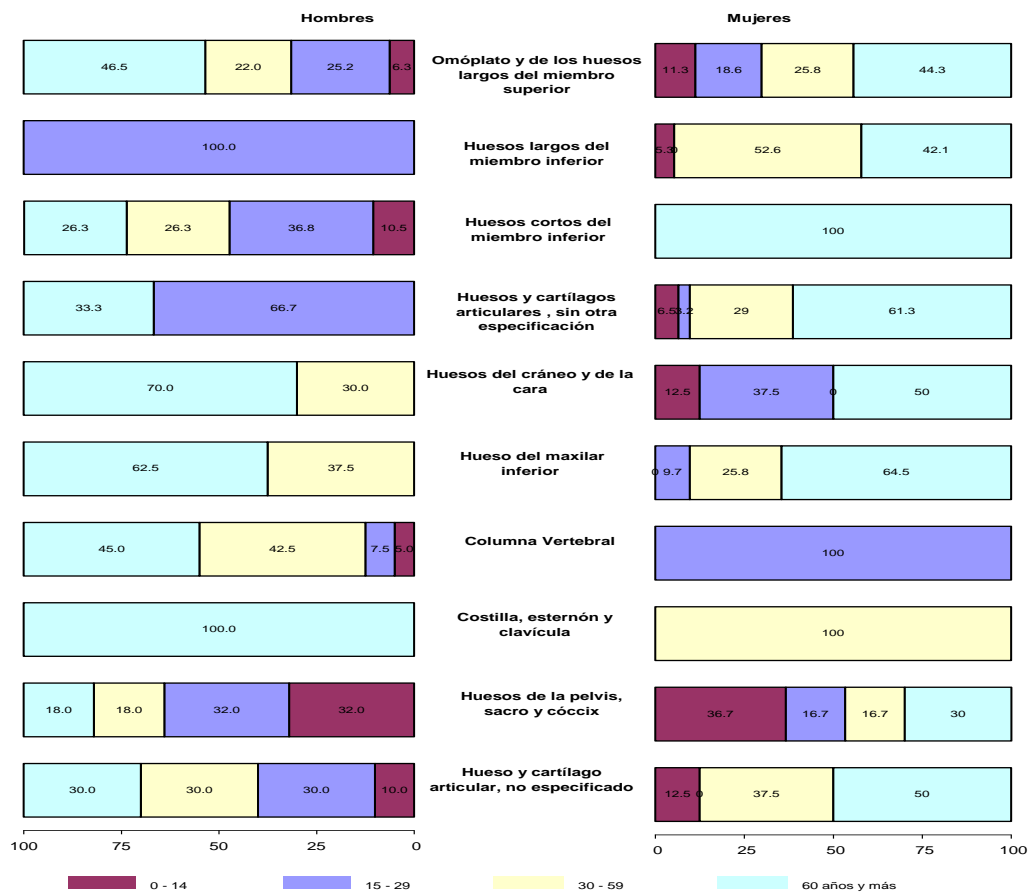 Hombres
Mujeres
46.5 22.0 25.2 6.3
Omóplato y de los huesos
largos del miembro
superior
11.3 18.6 25.8 44.3
100.0
Huesos largos del
miembro inferior
5.3 0 52.6 42.1
26.3 26.3 36.8 10.5
Huesos cortos del
miembro inferior
100
33.3 66.7
Huesos y cartílagos
articulares , sin otra
especificación
6.5 3.2 29 61.3
70.0 30.0
Huesos del cráneo y de la
cara
12.5 37.5 0 50
62.5 37.5
Hueso del maxilar
inferior
0 9.7 25.8 64.5
45.0 42.5 7.5 5.0
Columna Vertebral
100
100.0
Costilla, esternón y
clavícula
100
18.0 18.0 32.0 32.0
Huesos de la pelvis,
sacro y cóccix
36.7 16.7 16.7 30
30.0 30.0 30.0 10.0
Hueso y cartílago
articular, no especificado
12.5 0 37.5 50
100 75 50 25 0
0 25 50 75 100
0 - 14 15 - 29 30 - 59 60 años y más